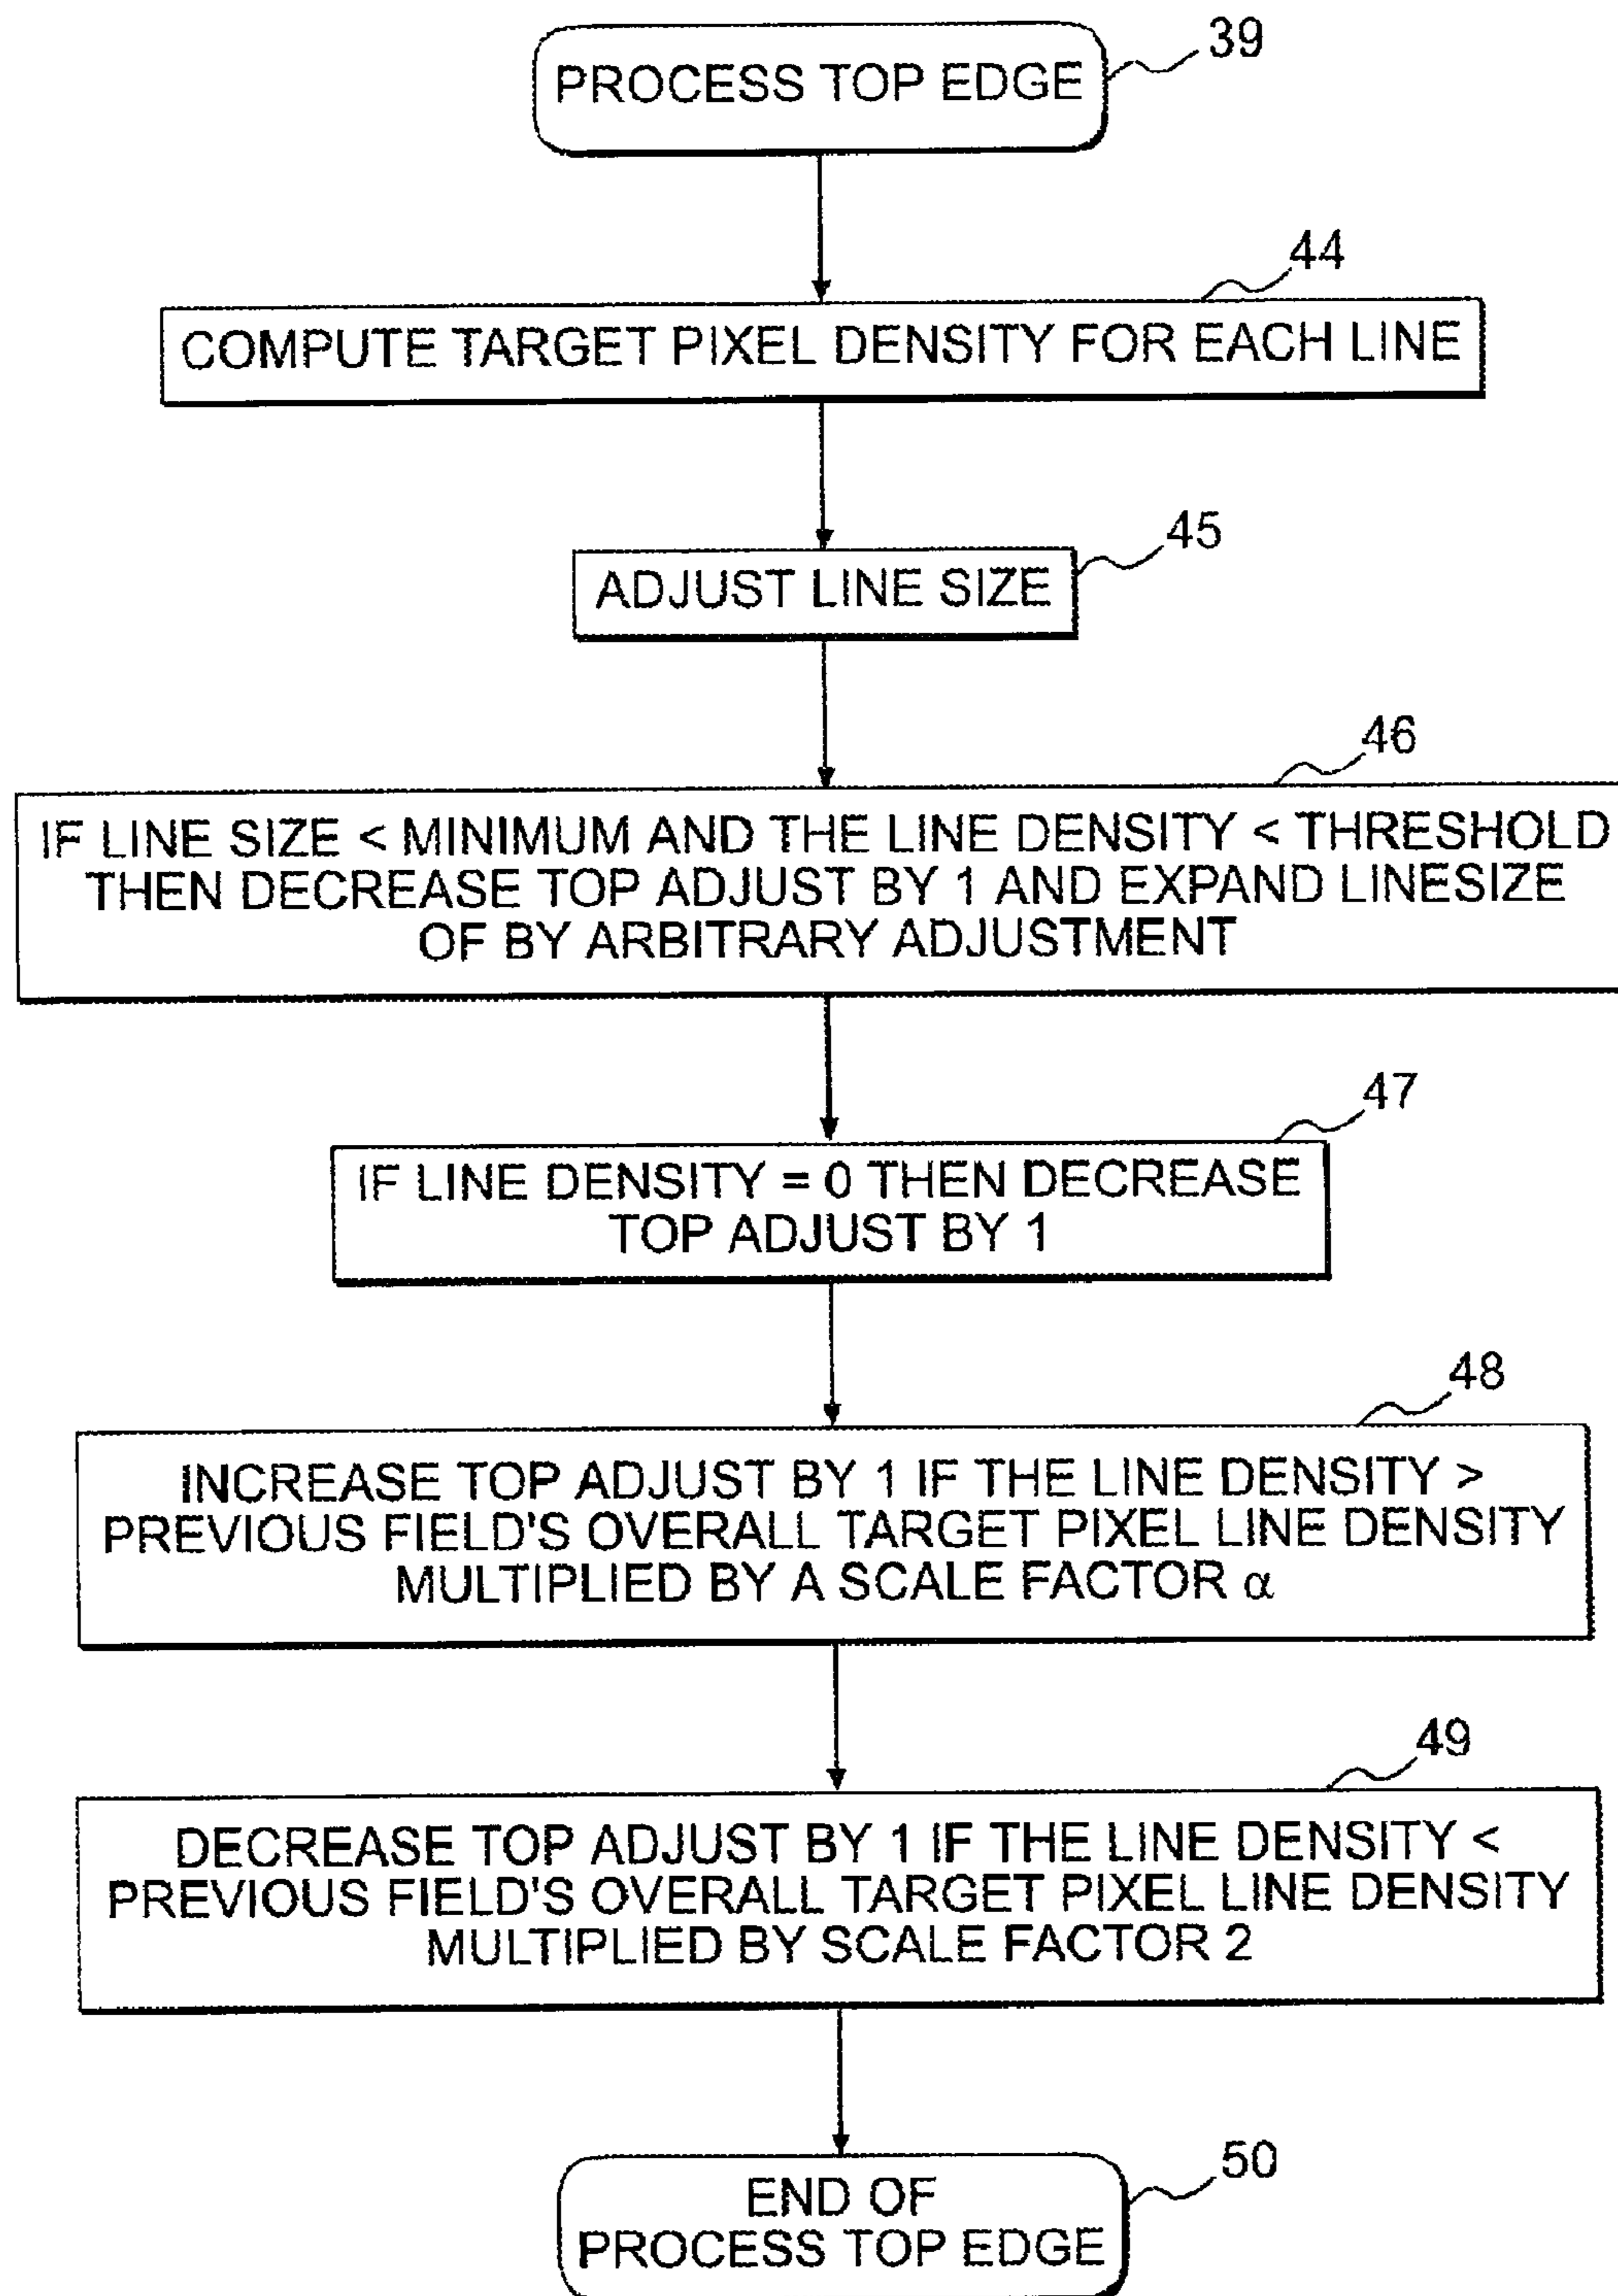 PROCESS TOP EDGE
39
44
COMPUTE TARGET PIXEL DENSITY FOR EACH LINE
45
ADJUST LINE SIZE
46
IF LINE SIZE < MINIMUM AND THE LINE DENSITY < THRESHOLD
THEN DECREASE TOP ADJUST BY 1 AND EXPAND LINESIZE
OF BY ARBITRARY ADJUSTMENT
47
IF LINE DENSITY = 0 THEN DECREASE
TOP ADJUST BY 1
48
INCREASE TOP ADJUST BY 1 IF THE LINE DENSITY >
PREVIOUS FIELD'S OVERALL TARGET PIXEL LINE DENSITY
MULTIPLIED BY A SCALE FACTOR α
49
DECREASE TOP ADJUST BY 1 IF THE LINE DENSITY <
PREVIOUS FIELD'S OVERALL TARGET PIXEL LINE DENSITY
MULTIPLIED BY SCALE FACTOR 2
50
END OF
PROCESS TOP EDGE